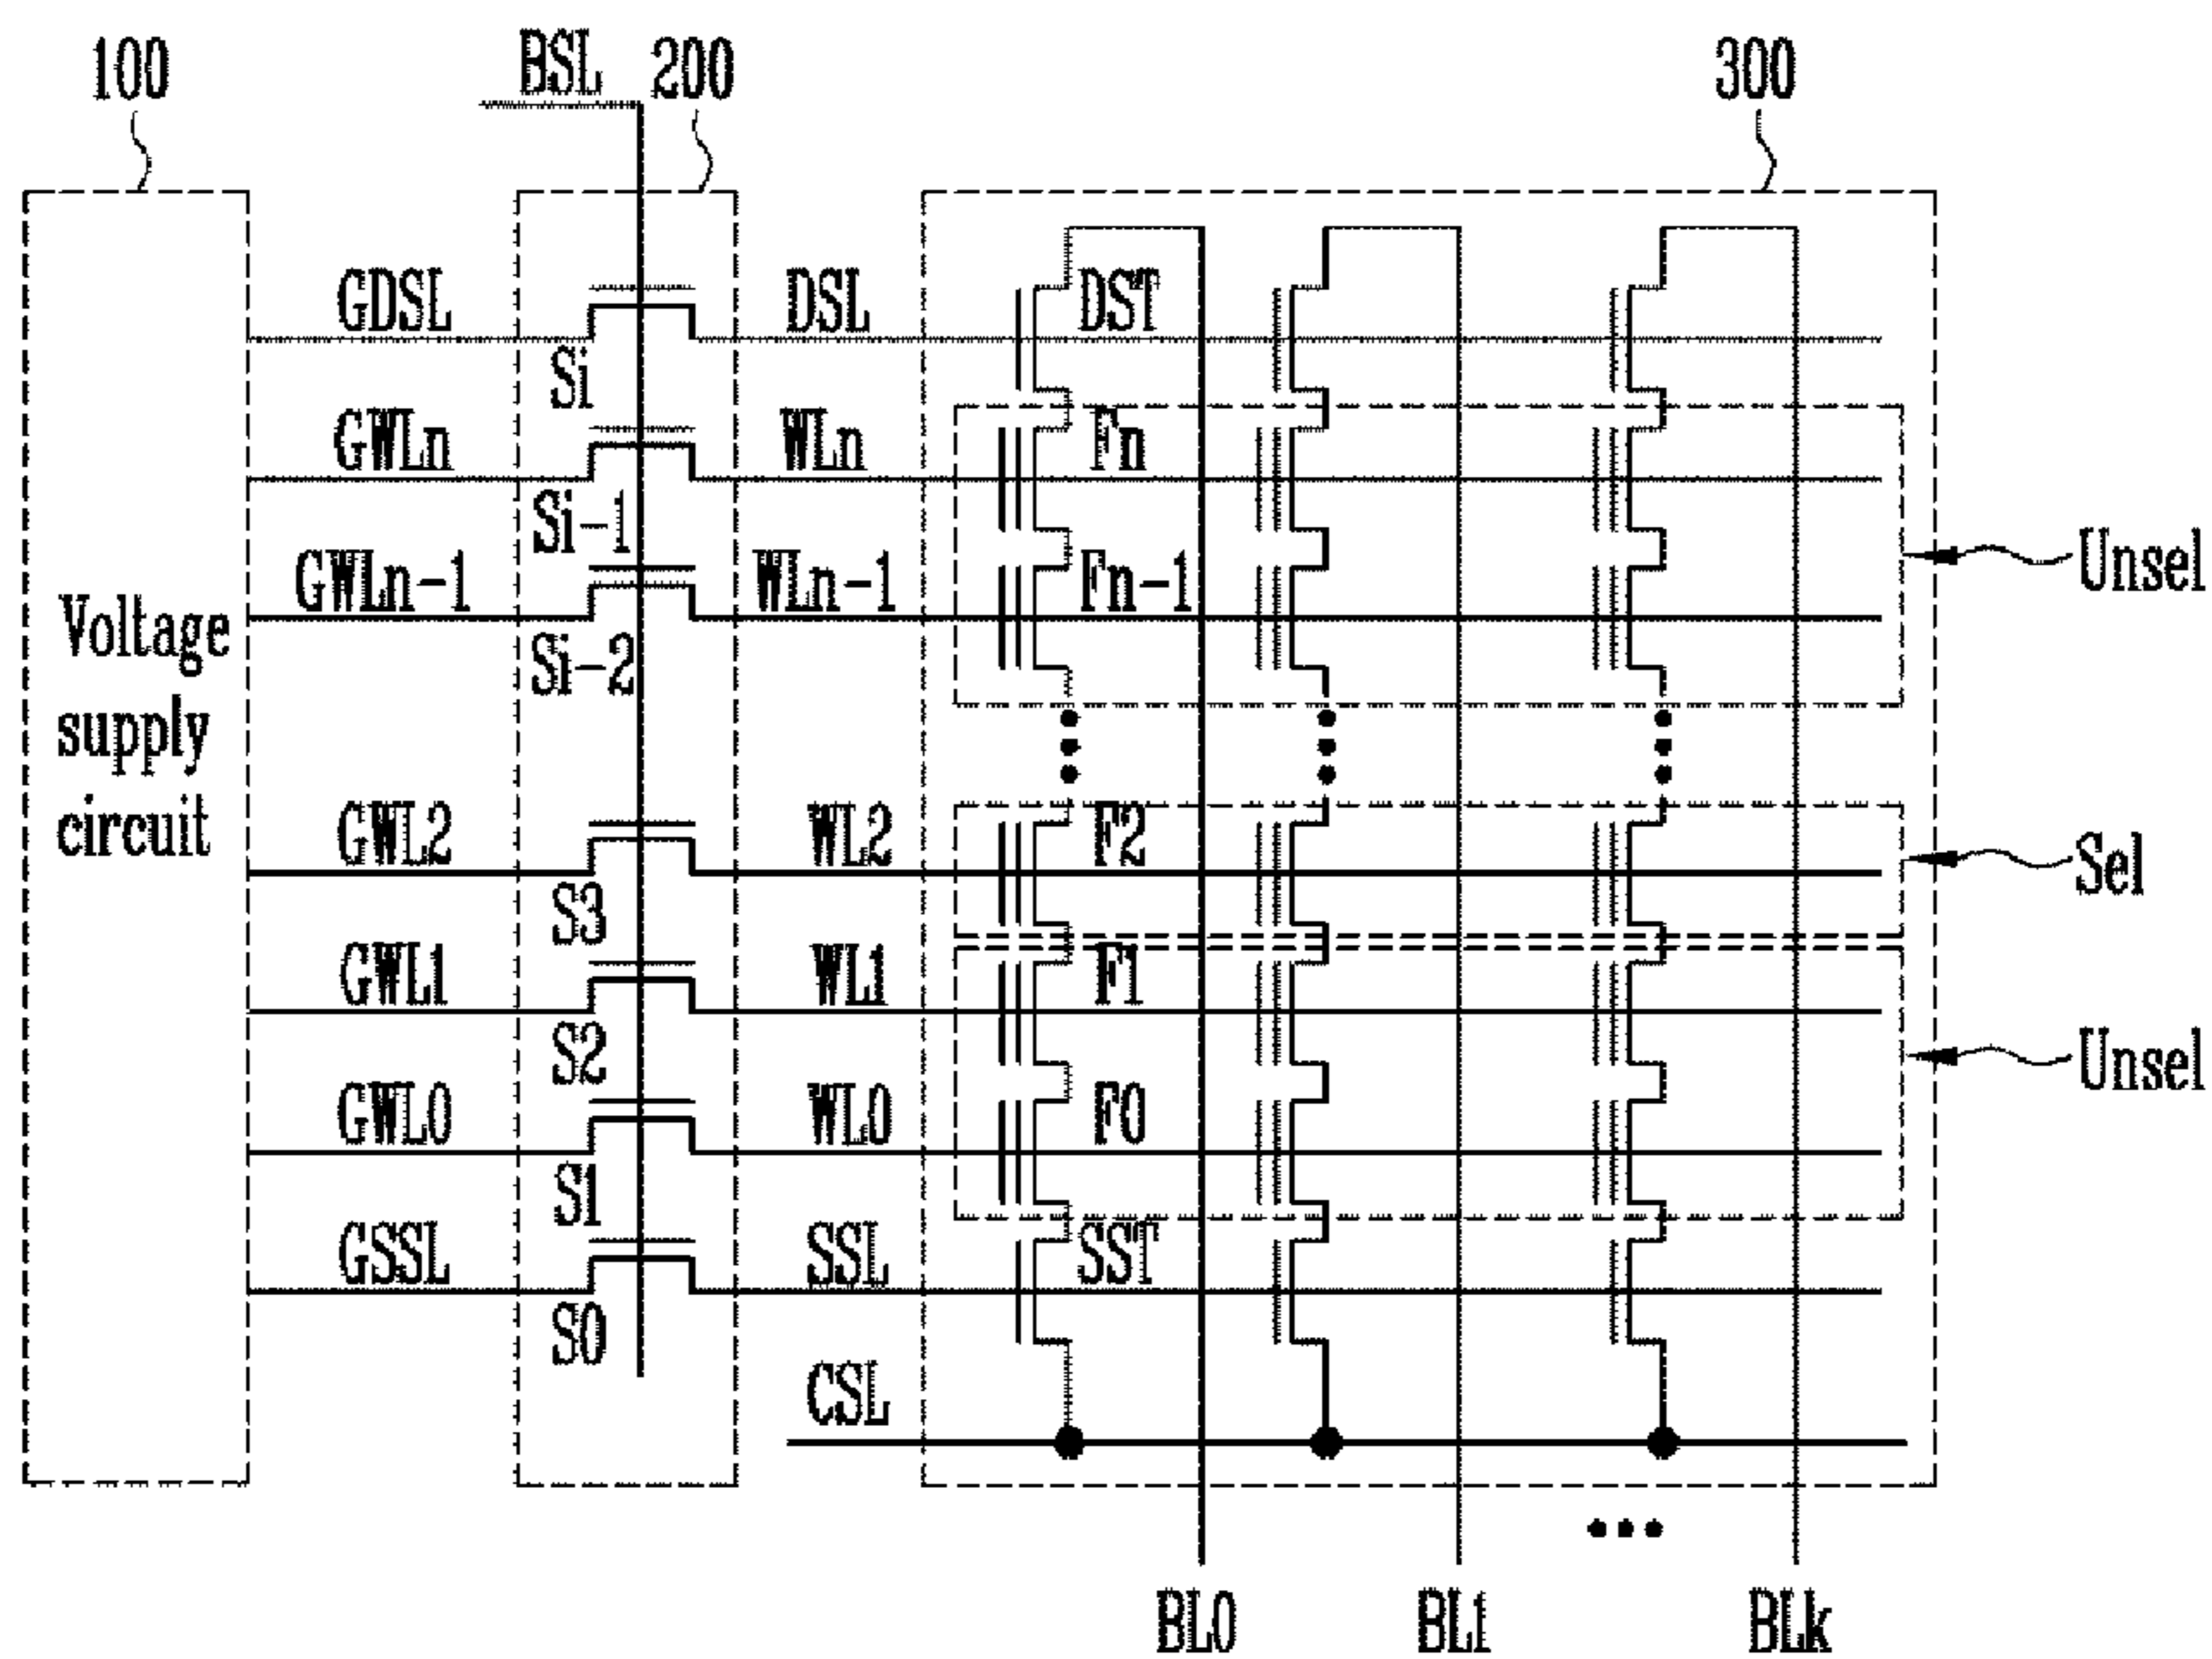 100
BSL
200
300
GDSL
Si
DSL
DST
GWLn
Si-1
WLn
Fn
GWLn-1
Si-2
WLn-1
Fn-1
Unsel
Voltage
supply
circuit
GWL2
S3
WL2
F2
Sel
GWL1
S2
WL1
F1
Unsel
GWL0
S1
WL0
F0
GSSL
S0
SSL
SST
CSL
BL0
BL1
BLk